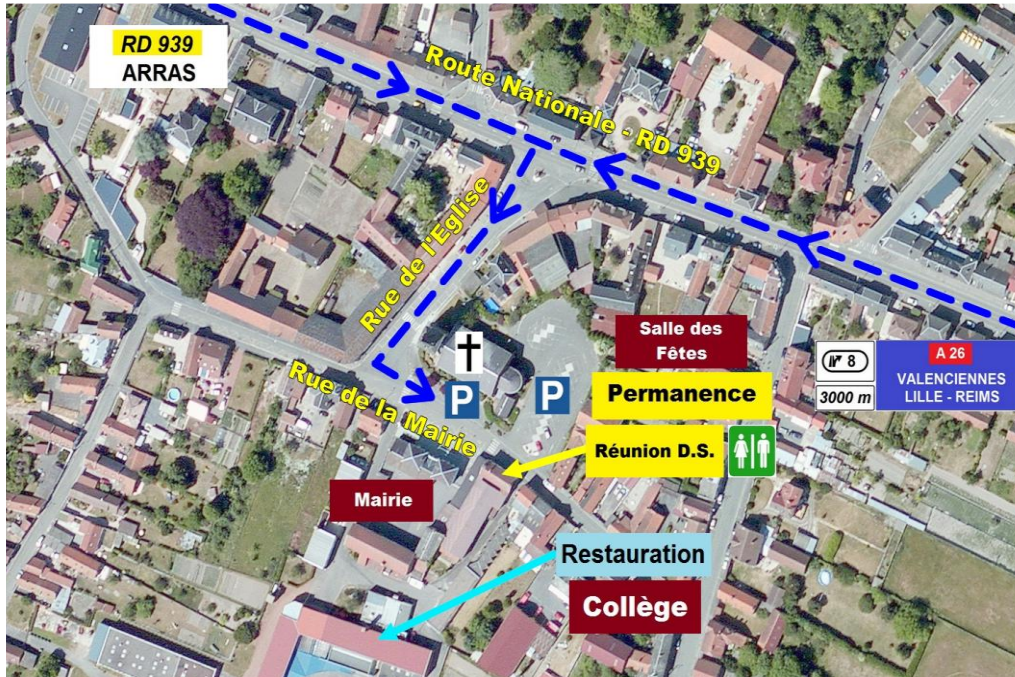 RD 939
ARRAS
Route Nationale - RD 939
Rue de l'Eglise
Rue de la Mairie
P
P
Salle des
Fêtes
Permanence
Réunion D.S.
8
3000 m
A 26
VALENCIENNES
LILLE - REIMS
Mairie
Restauration
Collège